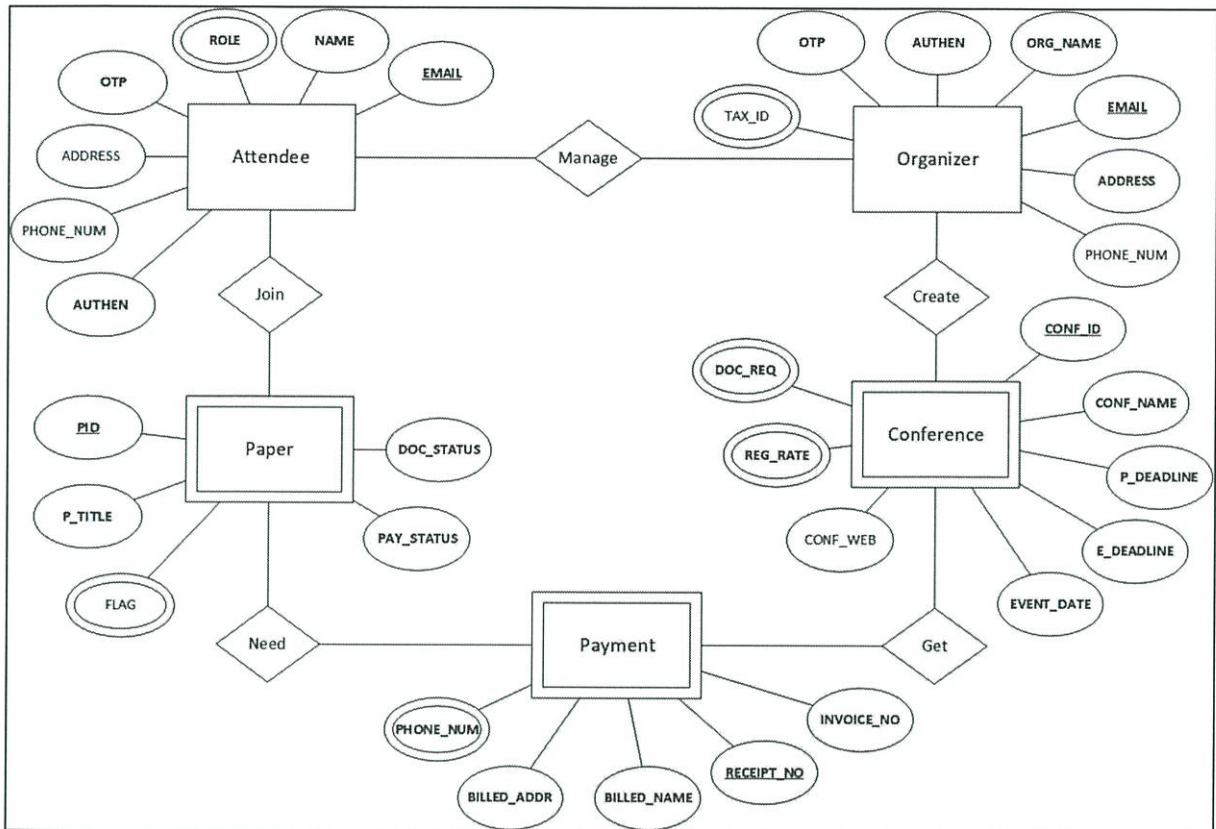 ROLE
NAME
EMAIL
OTP
ADDRESS
PHONE_NUM
AUTHEN
Attendee
Manage
OTP
AUTHEN
ORG_NAME
TAX_ID
EMAIL
ADDRESS
PHONE_NUM
Organizer
Join
Create
PID
P_TITLE
FLAG
Paper
DOC_STATUS
PAY_STATUS
DOC_REQ
REG_RATE
CONF_WEB
Conference
CONF_ID
CONF_NAME
P_DEADLINE
E_DEADLINE
EVENT_DATE
Need
Payment
Get
PHONE_NUM
BILLED_ADDR
BILLED_NAME
RECEIPT_NO
INVOICE_NO